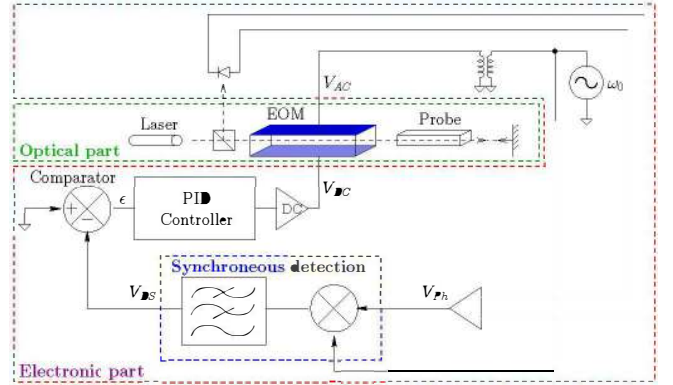 V_AC
ω0
EOM
Laser
Probe
Optical part
Comparator
V_DC
+
−
ϵ
PID
Controller
DC
Synchroneous detection
V_DS
V_Ph
Electronic part